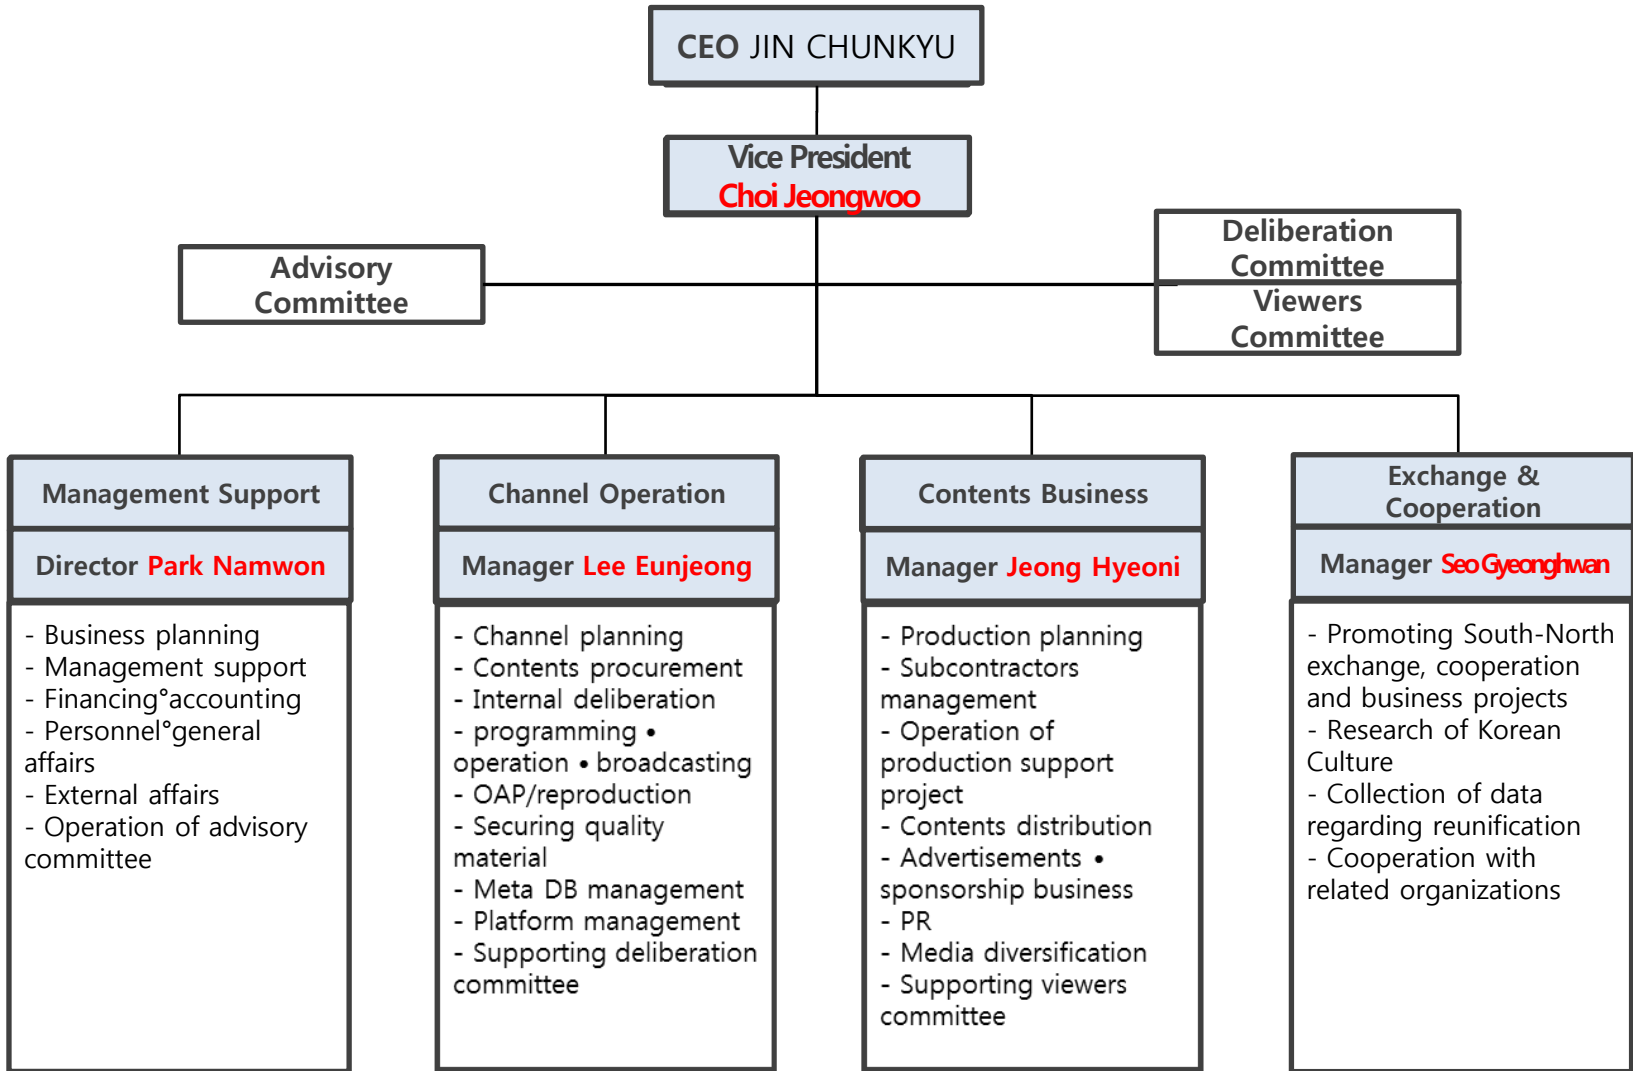 CEO JIN CHUNKYU
Vice President
Choi Jeongwoo
Advisory
Committee
Deliberation
Committee
Viewers
Committee
Management Support
Director Park Namwon
- Business planning
- Management support
- Financing°accounting
- Personnel°general
affairs
- External affairs
- Operation of advisory
committee
Channel Operation
Manager Lee Eunjeong
- Channel planning
- Contents procurement
- Internal deliberation
- programming •
operation • broadcasting
- OAP/reproduction
- Securing quality
material
- Meta DB management
- Platform management
- Supporting deliberation
committee
Contents Business
Manager Jeong Hyeoni
- Production planning
- Subcontractors
management
- Operation of
production support
project
- Contents distribution
- Advertisements •
sponsorship business
- PR
- Media diversification
- Supporting viewers
committee
Exchange &
Cooperation
Manager Seo Gyeonghwan
- Promoting South-North
exchange, cooperation
and business projects
- Research of Korean
Culture
- Collection of data
regarding reunification
- Cooperation with
related organizations